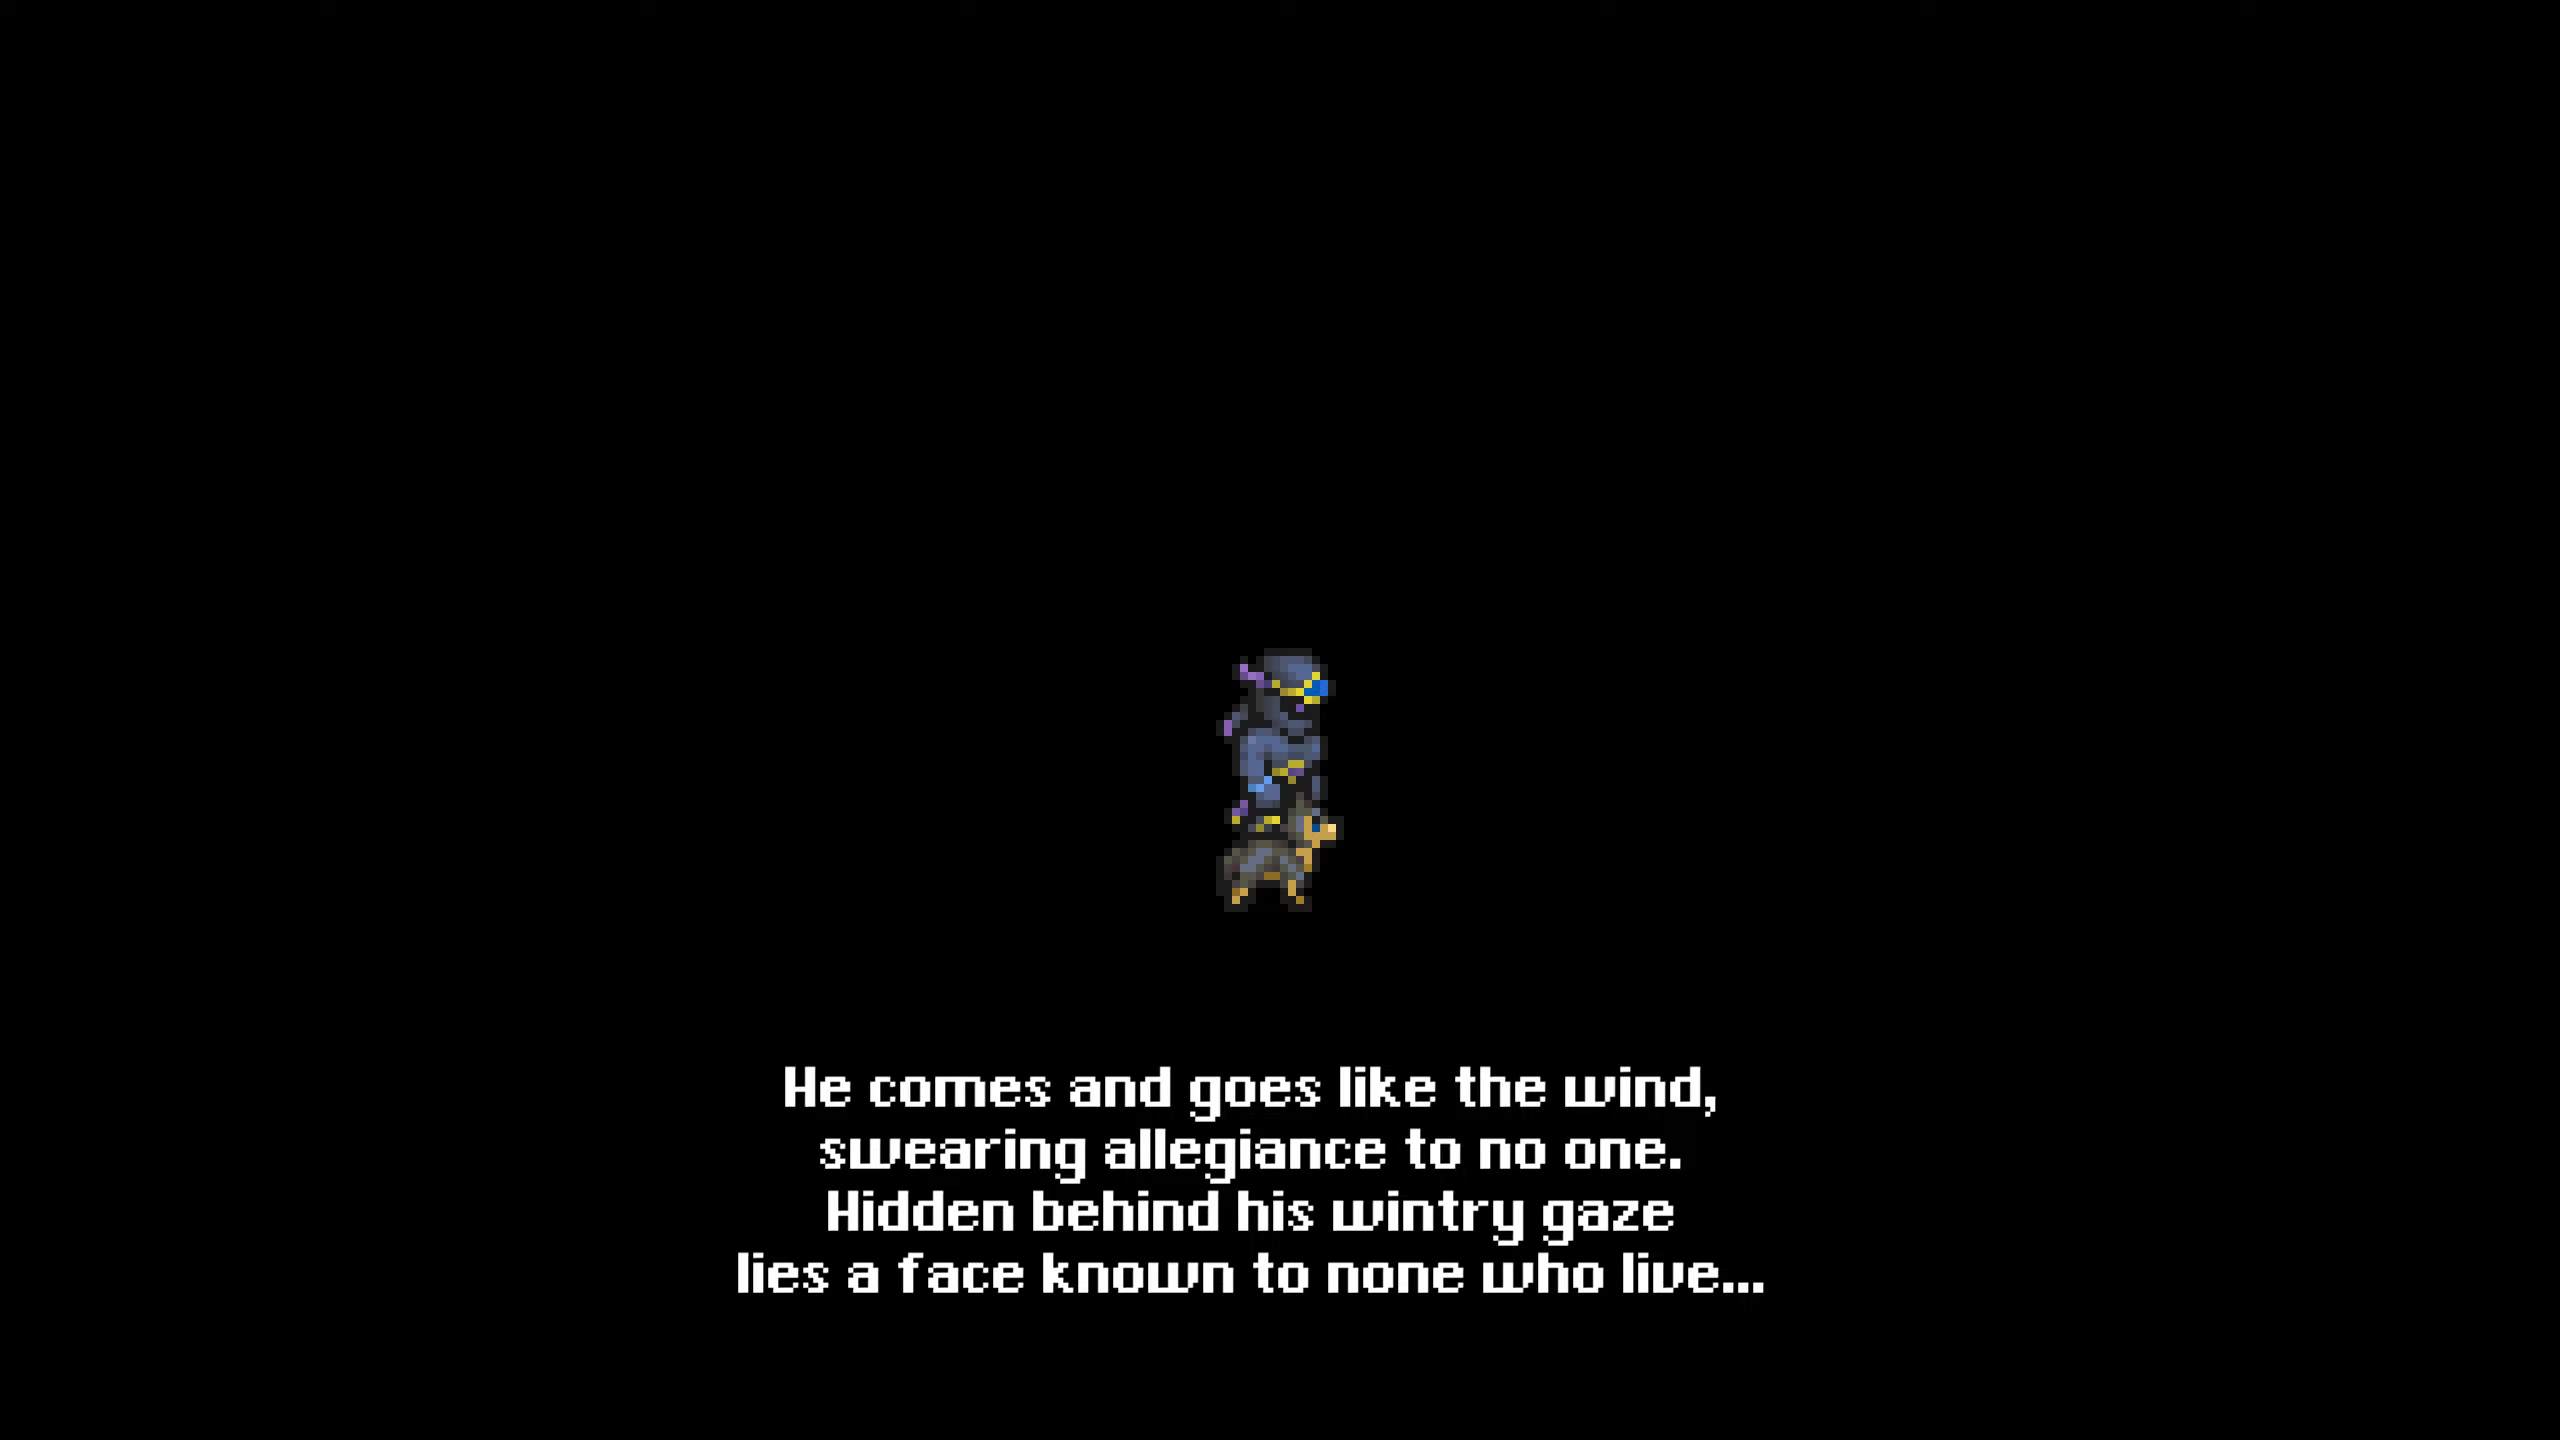 He comes and goes like the wind,
swearing allegiance to no one.
Hidden behind his wintry gaze
lies a face known to none who live...